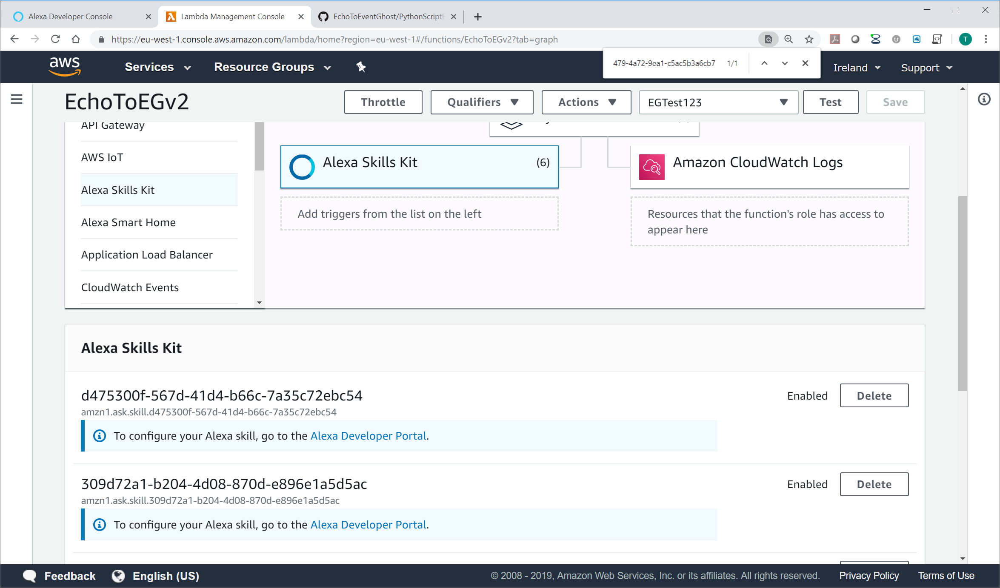 Alexa Developer Console
Lambda Management Console
EchoToEventGhost/PythonScriptE
https://eu-west-1.console.aws.amazon.com/lambda/home?region=eu-west-1#/functions/EchoToEGv2?tab=graph
T
aws
Services
Resource Groups
479-4a72-9ea1-c5ac5b3a6cb7 1/1
Ireland
Support
EchoToEGv2
Throttle
Qualifiers
Actions
EGTest123
Test
Save
API Gateway
AWS IoT
Alexa Skills Kit
Alexa Smart Home
Application Load Balancer
CloudWatch Events
Alexa Skills Kit (6)
Add triggers from the list on the left
Amazon CloudWatch Logs
Resources that the function's role has access to
appear here
Alexa Skills Kit
d475300f-567d-41d4-b66c-7a35c72ebc54
Enabled
Delete
amzn1.ask.skill.d475300f-567d-41d4-b66c-7a35c72ebc54
To configure your Alexa skill, go to the Alexa Developer Portal.
309d72a1-b204-4d08-870d-e896e1a5d5ac
Enabled
Delete
amzn1.ask.skill.309d72a1-b204-4d08-870d-e896e1a5d5ac
To configure your Alexa skill, go to the Alexa Developer Portal.
Feedback
English (US)
© 2008 - 2019, Amazon Web Services, Inc. or its affiliates. All rights reserved.
Privacy Policy
Terms of Use